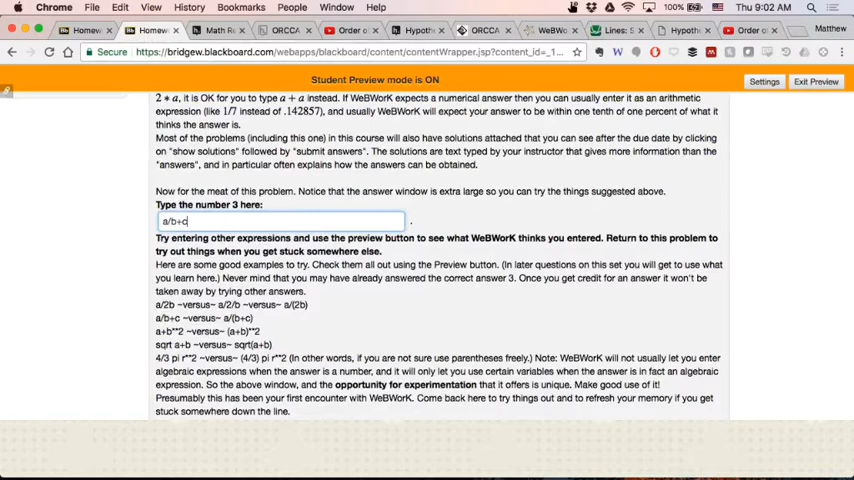 Chrome File Edit View History Bookmarks People Window Help 100% Thu 9:02 AM
Homew Homew Math R ORCCA Order o Hypoth ORCCA WeBWo Lines: S Hypoth Order o Matthew
Secure https://bridgew.blackboard.com/webapps/blackboard/content/contentWrapper.jsp?content_id=_1
Student Preview mode is ON Settings Exit Preview
2 * a, it is OK for you to type a + a instead. If WeBWorK expects a numerical answer then you can usually enter it as an arithmetic
expression (like 1/7 instead of .142857), and usually WeBWorK will expect your answer to be within one tenth of one percent of what it
thinks the answer is.
Most of the problems (including this one) in this course will also have solutions attached that you can see after the due date by clicking
on "show solutions" followed by "submit answers". The solutions are text typed by your instructor that gives more information than the
"answers", and in particular often explains how the answers can be obtained.
Now for the meat of this problem. Notice that the answer window is extra large so you can try the things suggested above.
Type the number 3 here:
a/b+c
.
Try entering other expressions and use the preview button to see what WeBWorK thinks you entered. Return to this problem to
try out things when you get stuck somewhere else.
Here are some good examples to try. Check them all out using the Preview button. (In later questions on this set you will get to use what
you learn here.) Never mind that you may have already answered the correct answer 3. Once you get credit for an answer it won't be
taken away by trying other answers.
a/2b ~versus~ a/2/b ~versus~ a/(2b)
a/b+c ~versus~ a/(b+c)
a+b**2 ~versus~ (a+b)**2
sqrt a+b ~versus~ sqrt(a+b)
4/3 pi r**2 ~versus~ (4/3) pi r**2 (In other words, if you are not sure use parentheses freely.) Note: WeBWorK will not usually let you enter
algebraic expressions when the answer is a number, and it will only let you use certain variables when the answer is in fact an algebraic
expression. So the above window, and the opportunity for experimentation that it offers is unique. Make good use of it!
Presumably this has been your first encounter with WeBWorK. Come back here to try things out and to refresh your memory if you get
stuck somewhere down the line.